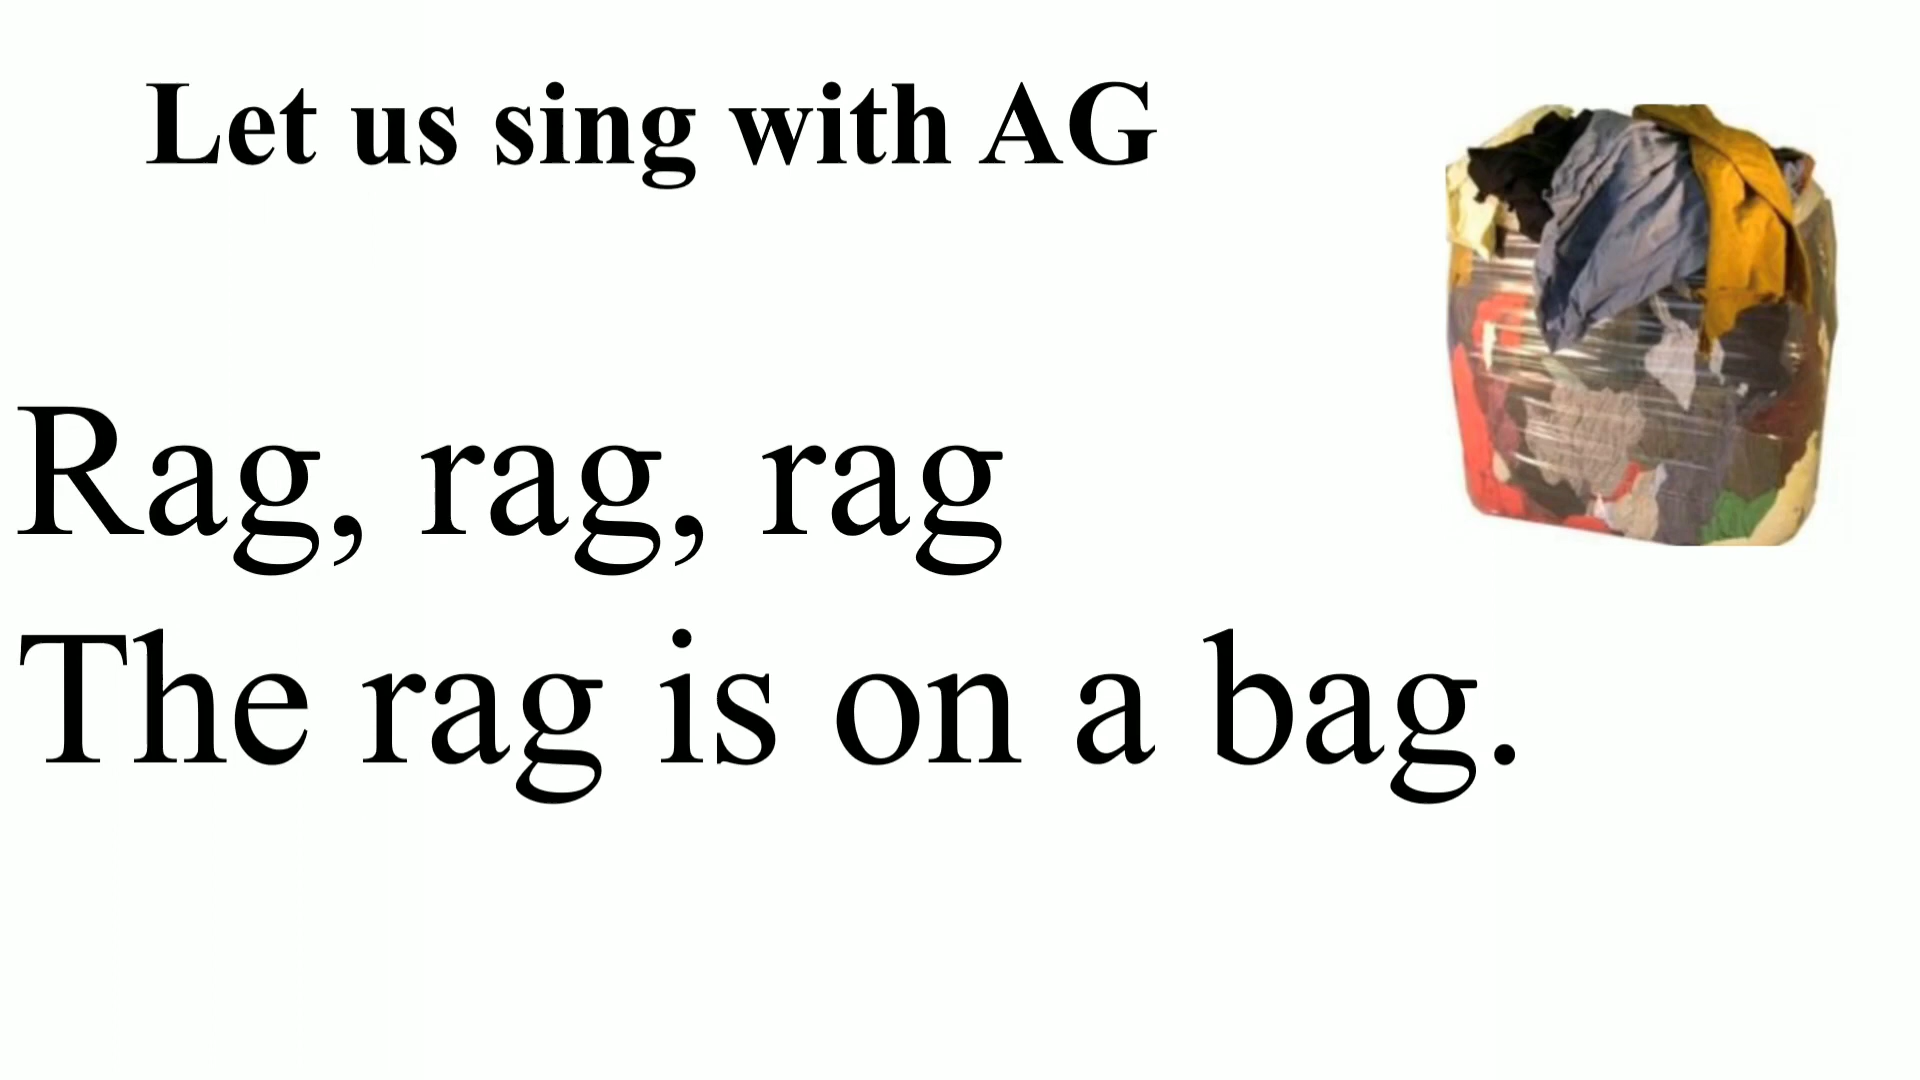 Let us sing with AG
Rag, rag, rag
The rag is on a bag.